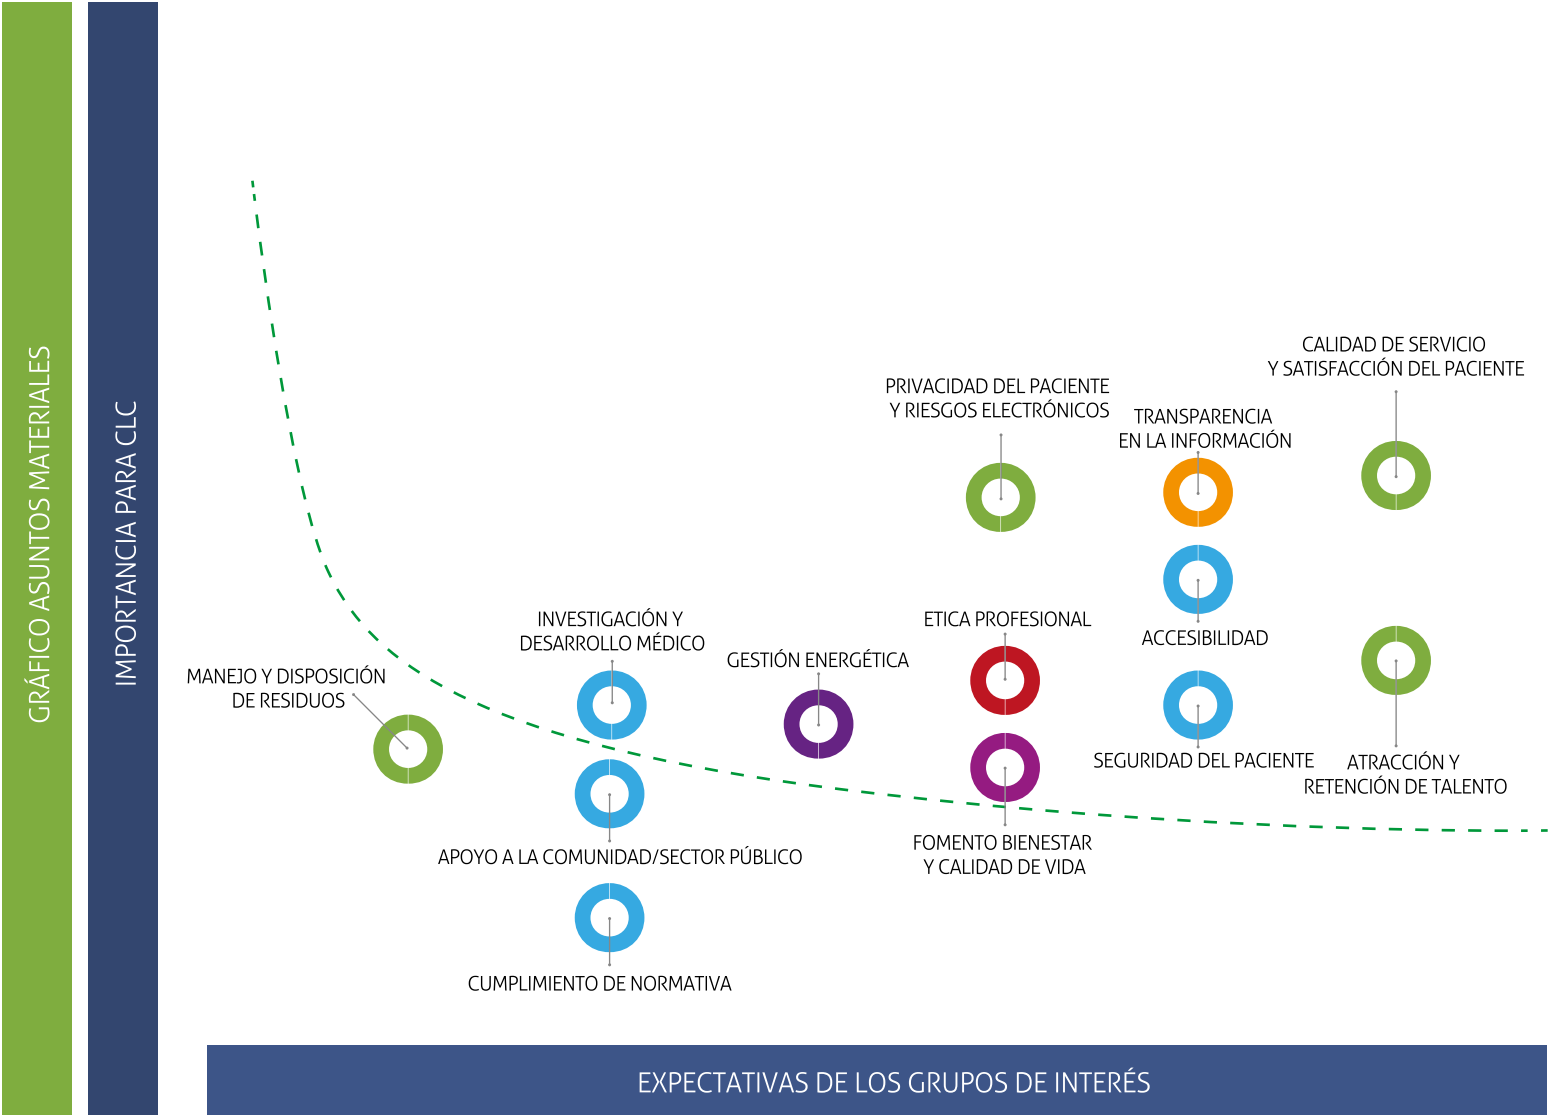 GRÁFICO ASUNTOS MATERIALES
IMPORTANCIA PARA CLC
CALIDAD DE SERVICIO
Y SATISFACCIÓN DEL PACIENTE
PRIVACIDAD DEL PACIENTE
Y RIESGOS ELECTRÓNICOS
TRANSPARENCIA
EN LA INFORMACIÓN
INVESTIGACIÓN Y
DESARROLLO MÉDICO
ETICA PROFESIONAL
ACCESIBILIDAD
GESTIÓN ENERGÉTICA
MANEJO Y DISPOSICIÓN
DE RESIDUOS
SEGURIDAD DEL PACIENTE
ATRACCIÓN Y
RETENCIÓN DE TALENTO
FOMENTO BIENESTAR
Y CALIDAD DE VIDA
APOYO A LA COMUNIDAD/SECTOR PÚBLICO
CUMPLIMIENTO DE NORMATIVA
EXPECTATIVAS DE LOS GRUPOS DE INTERÉS